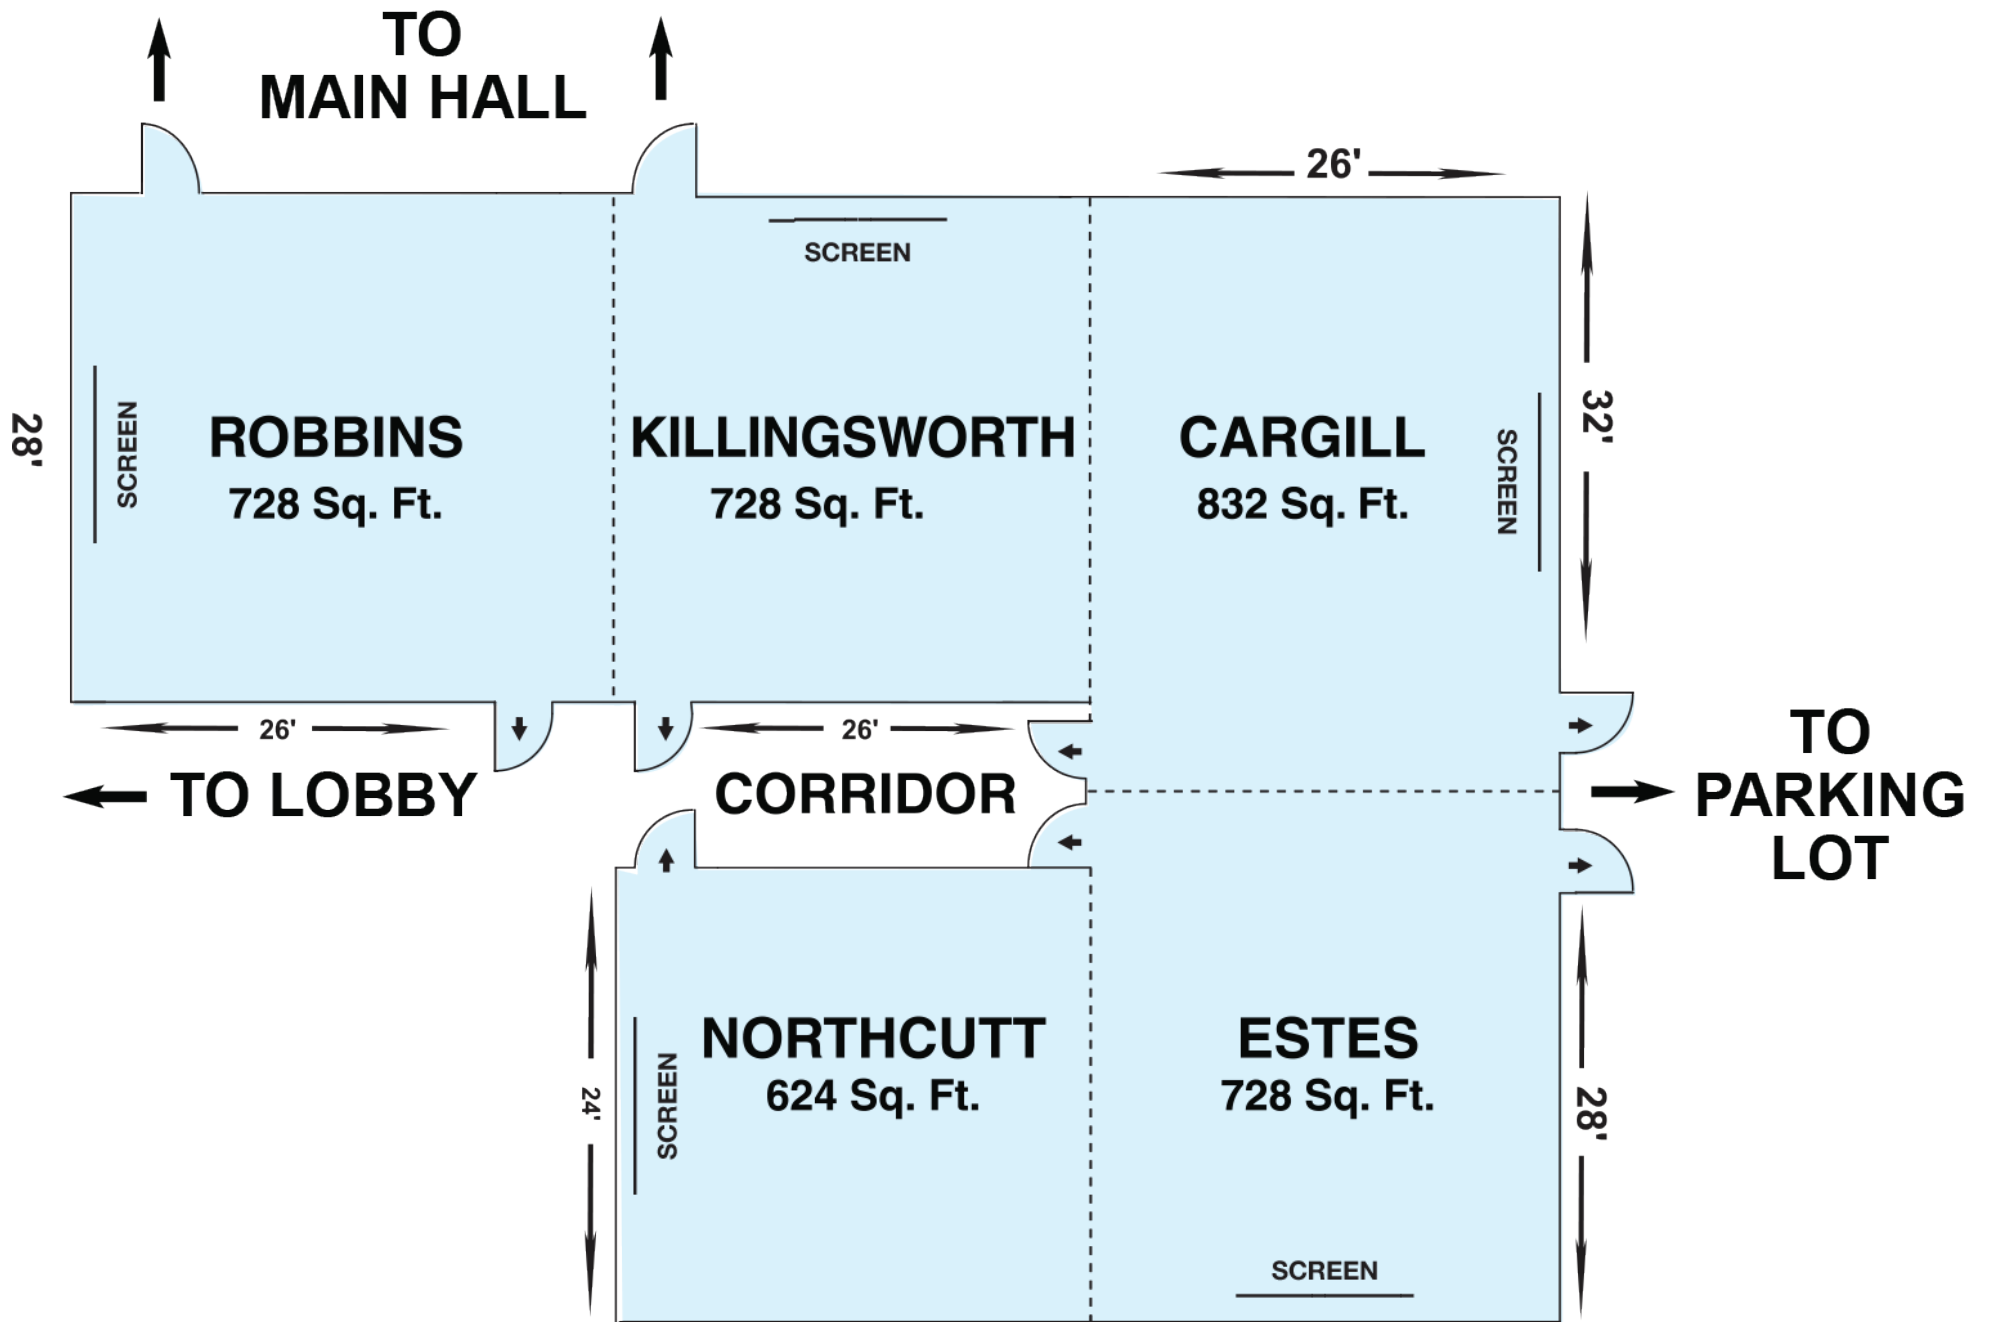 TO
MAIN HALL
26'
SCREEN
28'
SCREEN
ROBBINS
728 Sq. Ft.
KILLINGSWORTH
728 Sq. Ft.
CARGILL
832 Sq. Ft.
SCREEN
32'
26'
26'
TO LOBBY
CORRIDOR
TO
PARKING
LOT
24'
SCREEN
NORTHCUTT
624 Sq. Ft.
ESTES
728 Sq. Ft.
28'
SCREEN